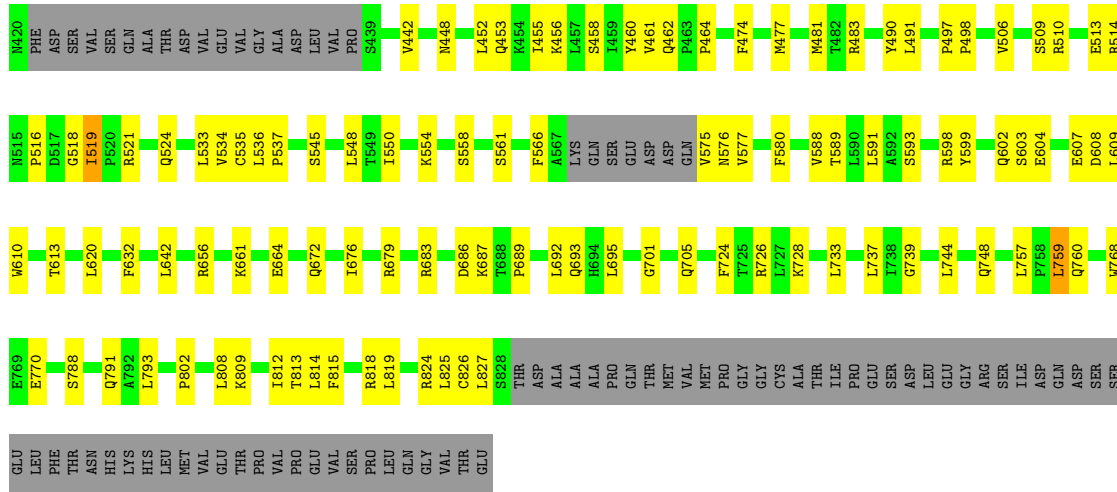 N420 PHE ASP SER VAL SER GLN ALA THR ASP VAL GLU VAL GLY ALA ASP LEU VAL PRO S439 V442 N448 L452 Q453 K454 I455 K456 L457 S458 I459 Y460 V461 Q462 P463 P464 F474 M477 M481 T482 R483 Y490 L491 P497 P498 V506 S509 R510 E513 R514
N515 P516 D517 G518 I519 P520 R521 Q524 L533 V534 C535 L536 P537 S545 L548 T549 I550 K554 S558 S561 F566 A567 LYS GLN SER GLU ASP ASP GLN V575 N576 V577 F580 V588 T589 L590 L591 A592 S593 R598 Y599 Q602 S603 E604 E607 D608 L609
W610 T613 L620 F632 L642 R656 K661 E664 Q672 I676 R679 R683 D686 K687 T688 P689 L692 Q693 H694 L695 G701 Q705 F724 T725 R726 L727 K728 L733 L737 I738 G739 L744 Q748 L757 P758 L759 Q760 W768
E769 E770 S788 Q791 A792 L793 P802 L808 K809 I812 T813 L814 F815 R818 L819 R824 L825 C826 L827 S828 THR ASP ALA ALA ALA PRO GLN THR MET VAL MET PRO GLY GLY CYS ALA THR ILE PRO GLU SER ASP LEU GLU GLY ARG SER ILE ASP GLN ASP SER SER
GLU LEU PHE THR ASN HIS LYS HIS LEU MET VAL GLU THR PRO VAL PRO GLU VAL SER PRO LEU GLN GLY VAL THR GLU